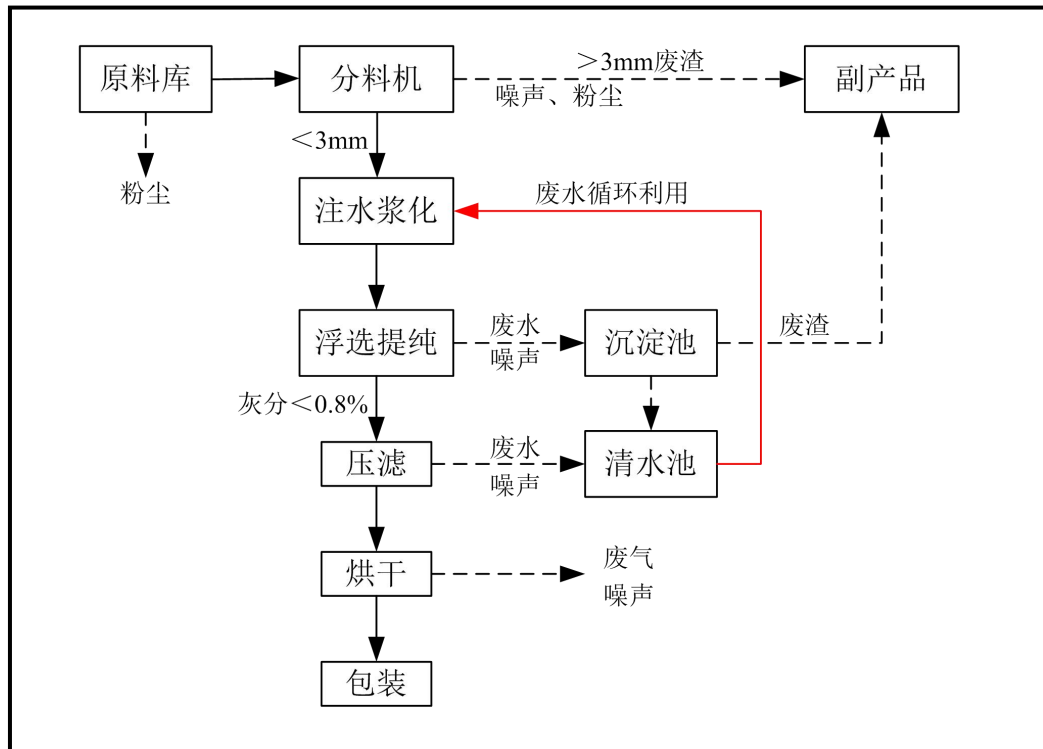 原料库
分料机
＞3mm废渣
噪声、粉尘
副产品
＜3mm
粉尘
注水浆化
废水循环利用
浮选提纯
废水
噪声
沉淀池
废渣
灰分＜0.8%
压滤
废水
噪声
清水池
烘干
废气
噪声
包装